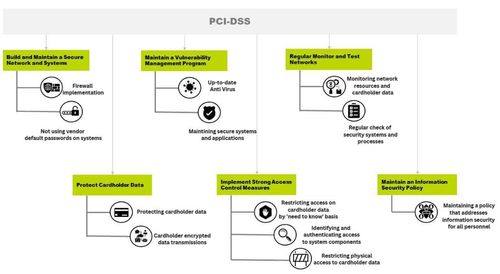 PCI-DSS
Build and Maintain a Secure
Network and Systems
Firewall
implementation
Not using vendor
default passwords on systems
Maintain a Vulnerability
Management Program
Up-to-date
Anti Virus
Maintining secure systems
and applications
Regular Monitor and Test
Networks
Monitoring network
resources and
cardholder data
Regular check of
security systems and
processes
Protect Cardholder Data
Protecting cardholder data
Cardholder encrypted
data transmissions
Implement Strong Access
Control Measures
Restricting access on
cardholder data
by 'need to know' basis
Identifying and
authenticating access
to system components
Restricting physical
access to cardholder data
Maintain an Information
Security Policy
Maintaining a policy
that addresses
information security
for all personnel